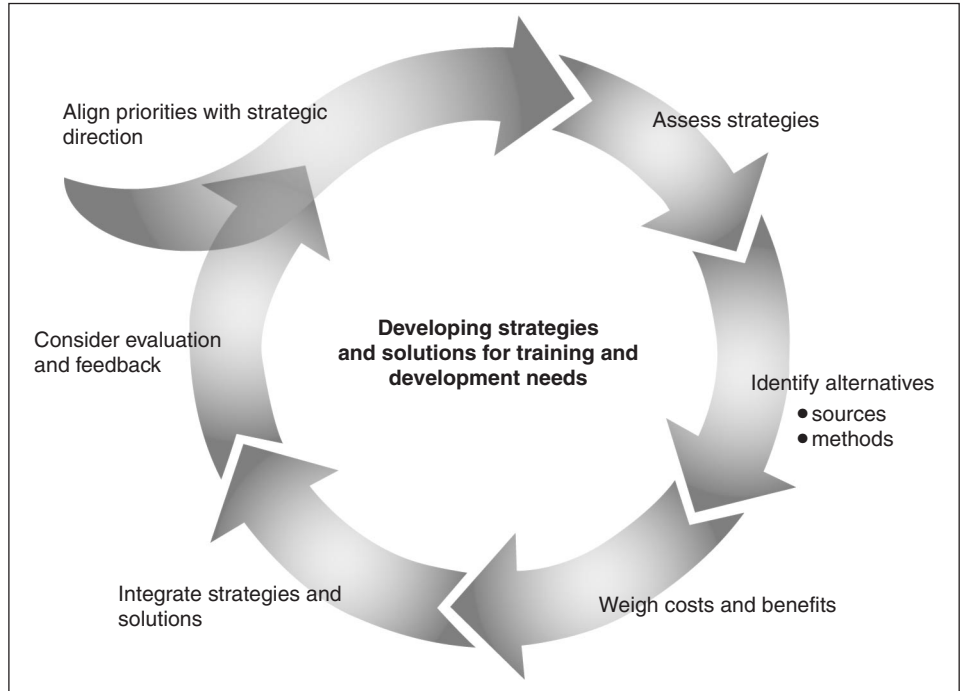 Align priorities with strategic
direction
Assess strategies
Developing strategies
and solutions for training and
development needs
Consider evaluation
and feedback
Identify alternatives
● sources
● methods
Integrate strategies and
solutions
Weigh costs and benefits